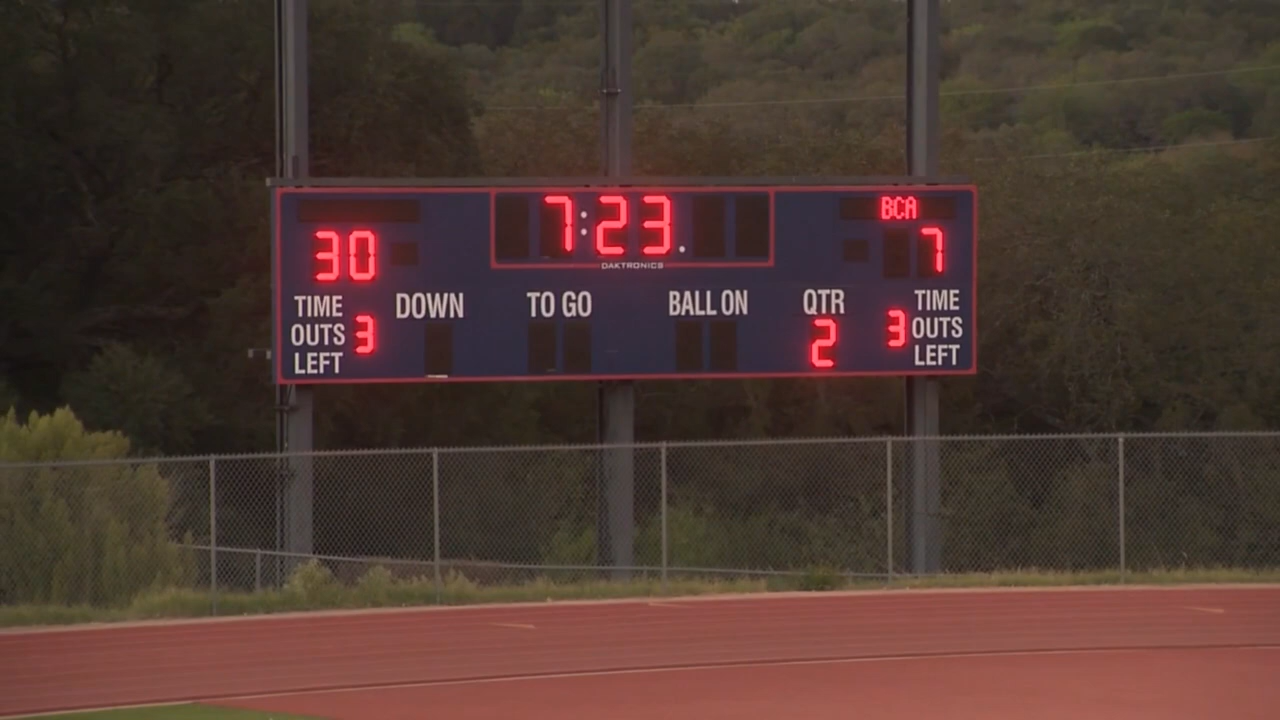 7:23.
BCA
30
7
DAKTRONICS
TIME OUTS LEFT 3
DOWN
TO GO
BALL ON
QTR 2
3 TIME OUTS LEFT